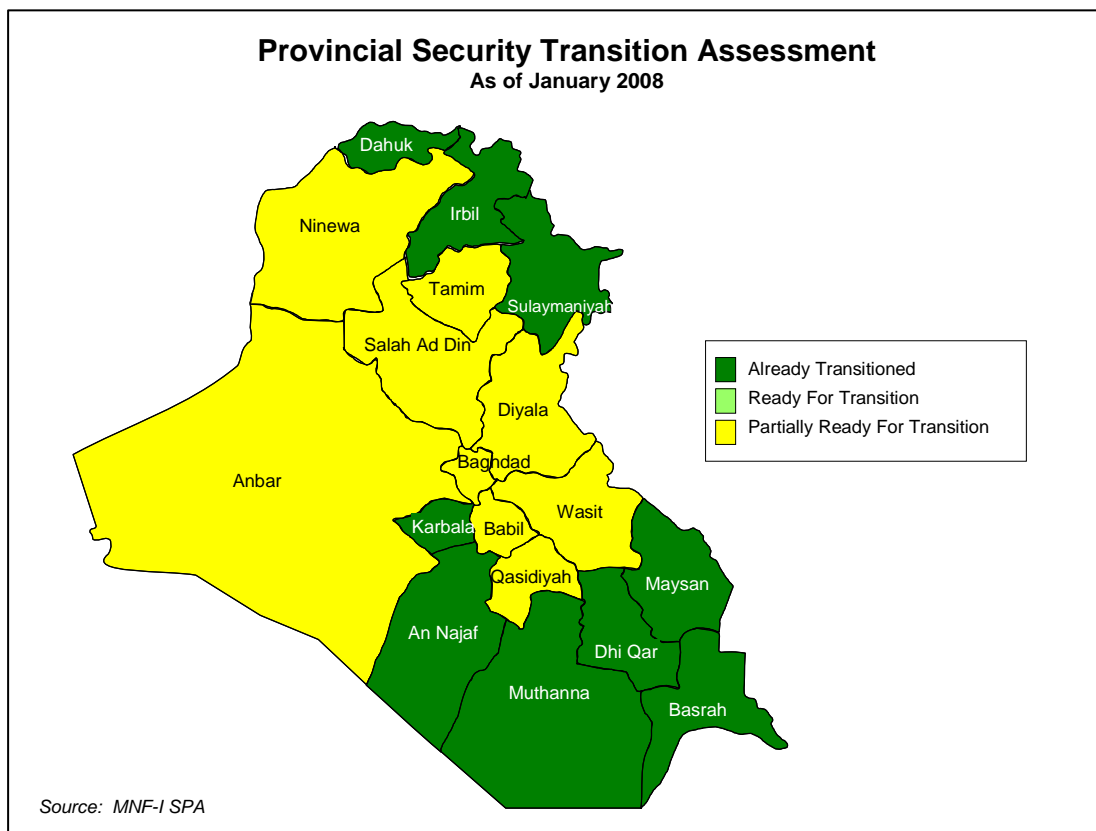 Provincial Security Transition Assessment
As of January 2008
Dahuk
Ninewa
Irbil
Tamim
Sulaymaniyah
Salah Ad Din
Already Transitioned
Ready For Transition
Partially Ready For Transition
Diyala
Baghdad
Anbar
Wasit
Karbala
Babil
Qasidiyah
Maysan
An Najaf
Dhi Qar
Muthanna
Basrah
Source: MNF-I SPA